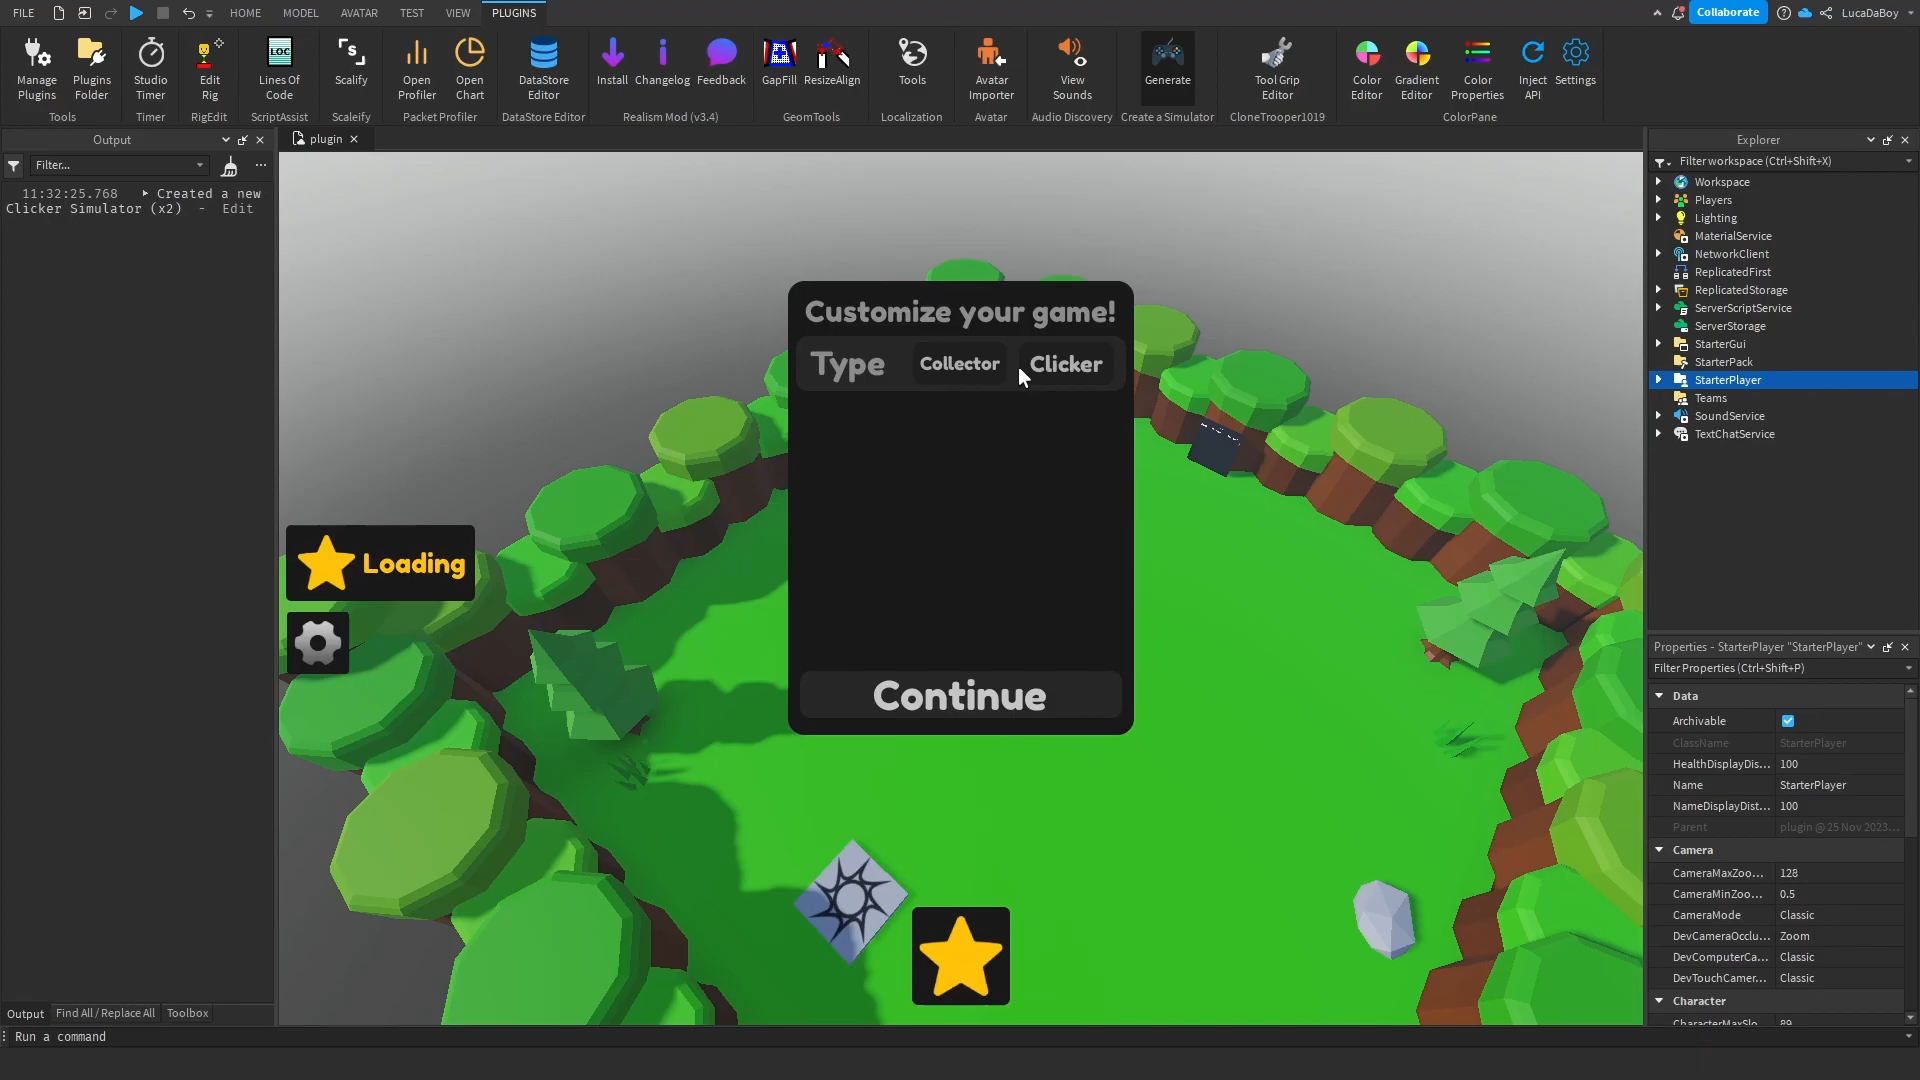 FILE HOME MODEL AVATAR TEST VIEW PLUGINS Collaborate LucaDaBoy
Manage Plugins
Plugins Folder
Studio Timer
Edit Rig
LOC
Lines Of Code
Scalify
Open Profiler
Open Chart
DataStore Editor
Install
Changelog
Feedback
GapFill
ResizeAlign
Tools
Avatar Importer
View Sounds
Generate
Tool Grip Editor
Color Editor
Gradient Editor
Color Properties
Inject API
Settings
Tools Timer RigEdit ScriptAssist Scaleify Packet Profiler DataStore Editor Realism Mod (v3.4) GeomTools Localization Avatar Audio Discovery Create a Simulator CloneTrooper1019 ColorPane
Output
Filter...
11:32:25.768 Created a new
Clicker Simulator (x2) - Edit
plugin
Customize your game!
Type Collector Clicker
Continue
Loading
Explorer
Filter workspace (Ctrl+Shift+X)
Workspace
Players
Lighting
MaterialService
NetworkClient
ReplicatedFirst
ReplicatedStorage
ServerScriptService
ServerStorage
StarterGui
StarterPack
StarterPlayer
Teams
SoundService
TextChatService
Properties - StarterPlayer "StarterPlayer"
Filter Properties (Ctrl+Shift+P)
Data
Archivable
ClassName StarterPlayer
HealthDisplayDis... 100
Name StarterPlayer
NameDisplayDist... 100
Parent plugin @ 25 Nov 2023...
Camera
CameraMaxZoo... 128
CameraMinZoo... 0.5
CameraMode Classic
DevCameraOcclu... Zoom
DevComputerCa... Classic
DevTouchCamer... Classic
Character
CharacterMaxSlo... 89
Output Find All / Replace All Toolbox
Run a command